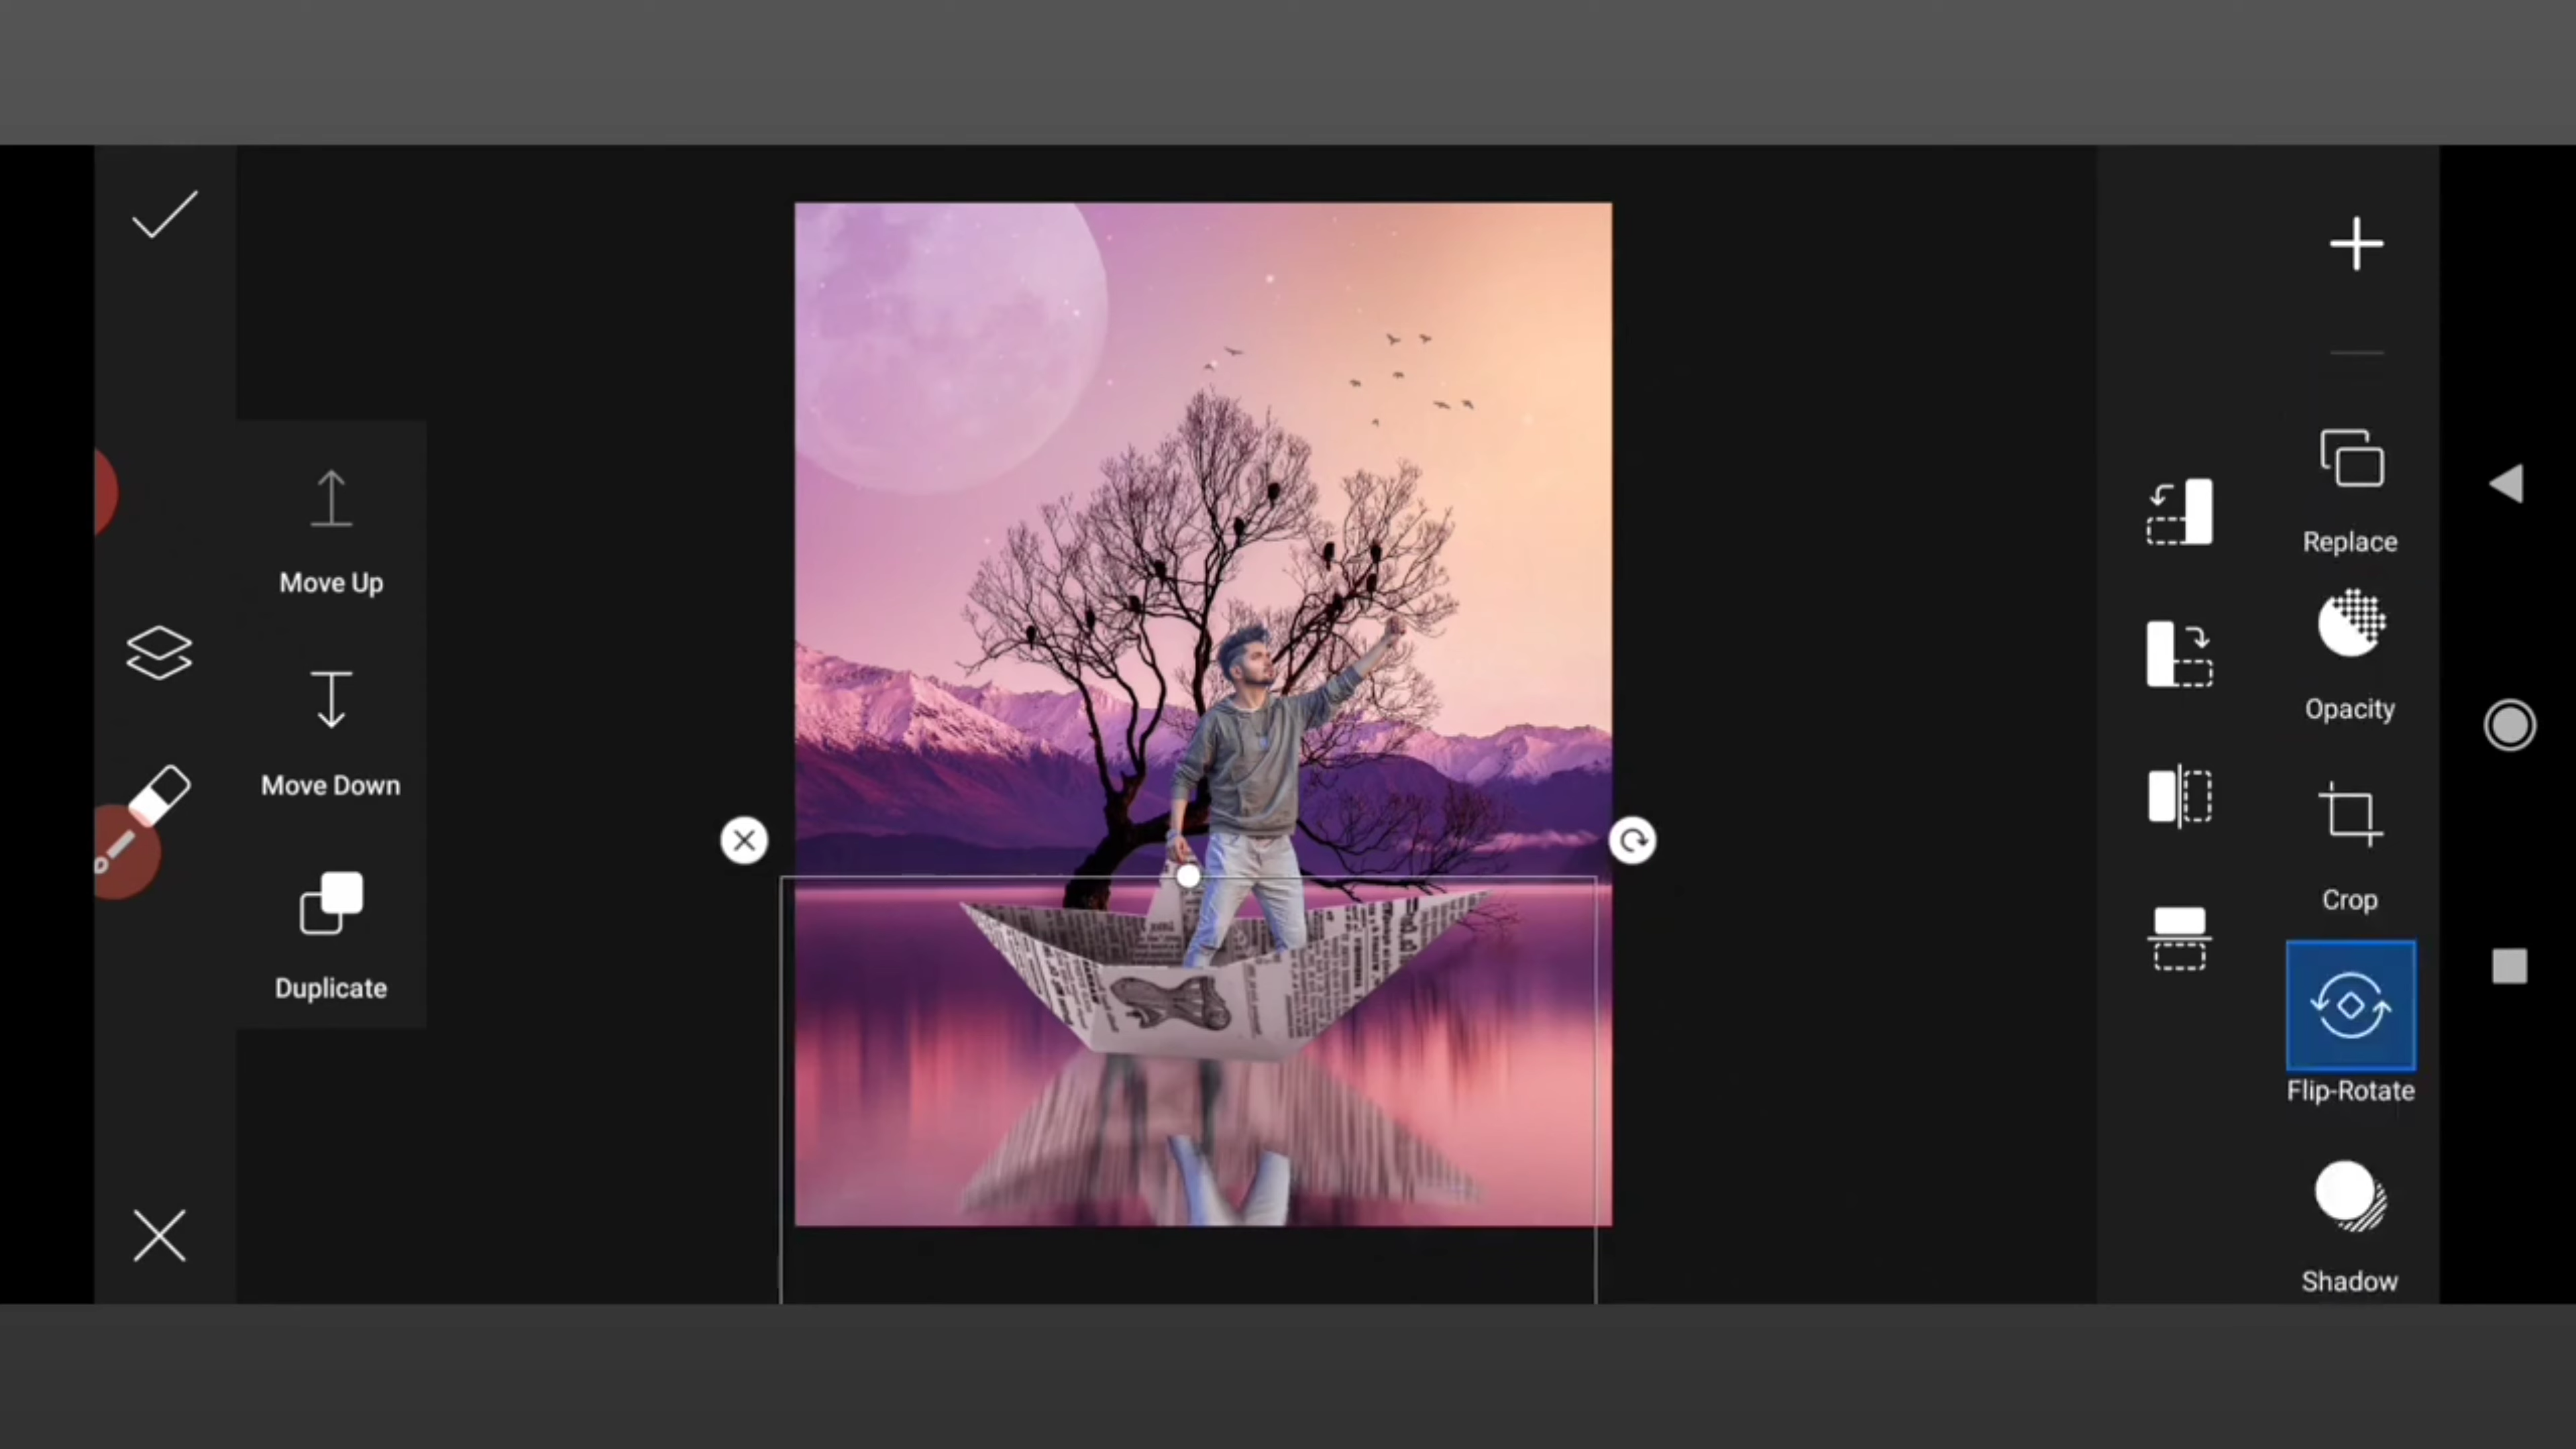 Move Up
Move Down
Duplicate
Replace
Opacity
Crop
Flip-Rotate
Shadow